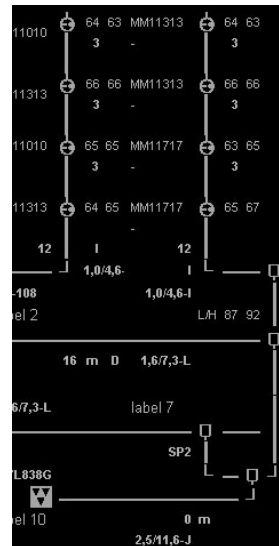 11010 64 63 MM11313 64 63
3 - 3
11313 66 66 MM11313 66 66
3 - 3
11010 65 65 MM11717 63 65
3 - 3
11313 64 65 MM11717 65 67
-
12 I 12
1,0/4,6- I
-108 1,0/4,6-I
el 2 L/H 87 92
16 m D 1,6/7,3-L
6/7,3-L label 7
SP2
L838G
el 10 0 m
2,5/11,6-J